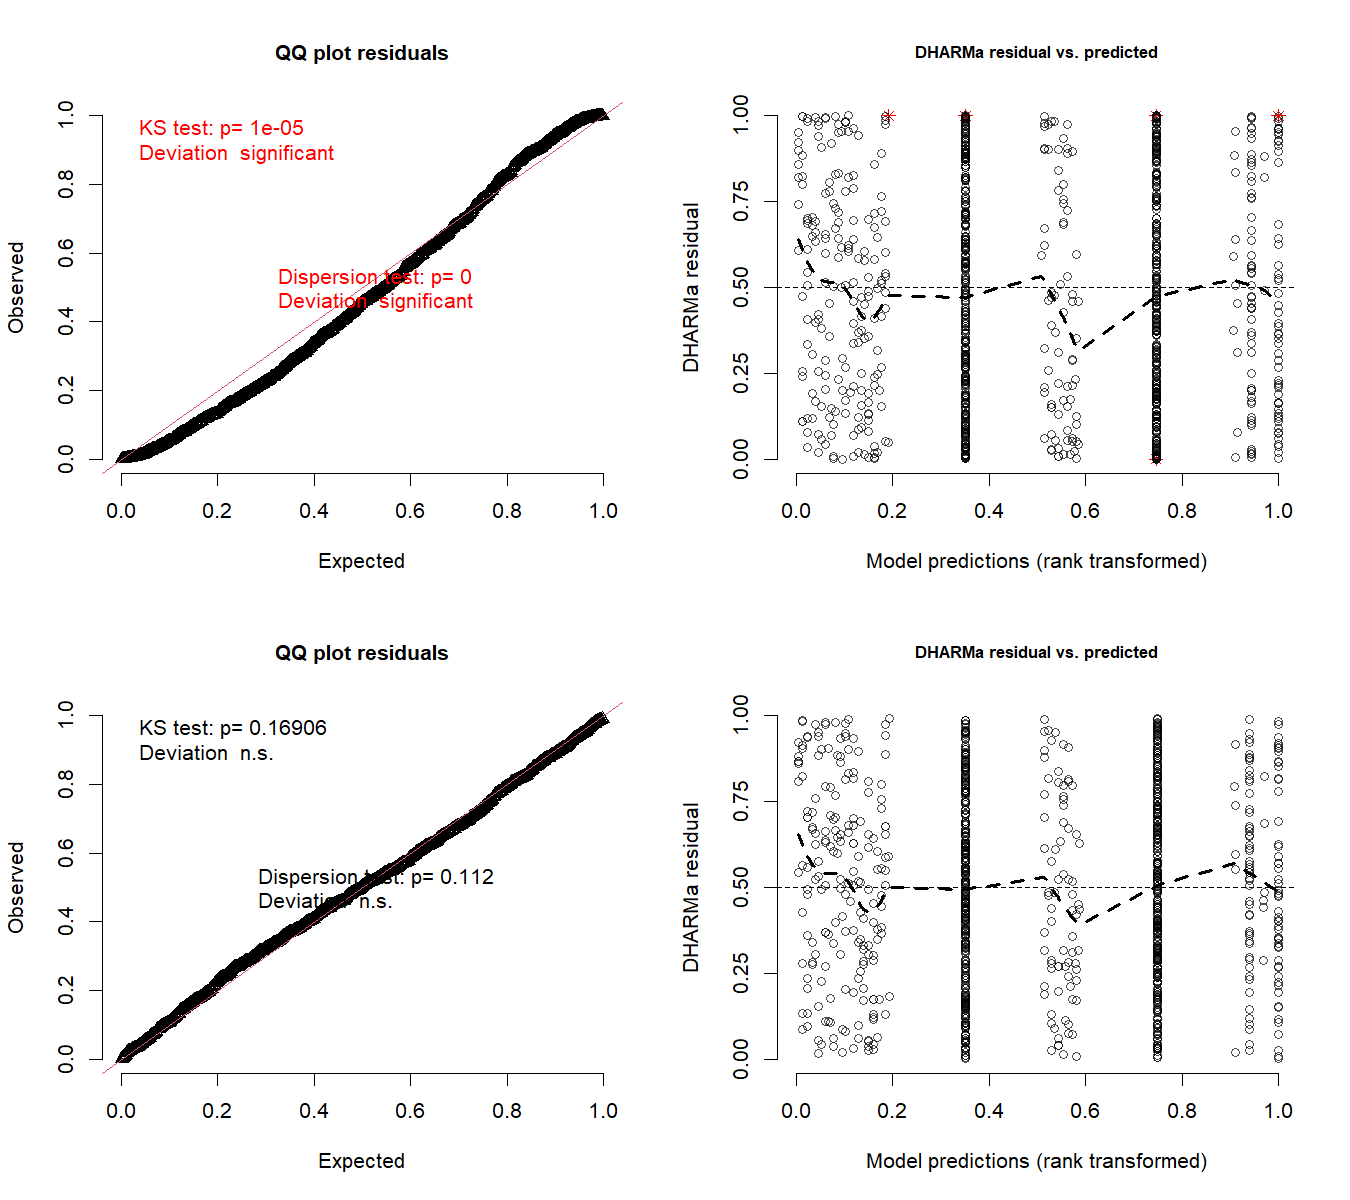 QQ plot residuals
KS test: p= 1e-05
Deviation  significant
Dispersion test: p= 0
Deviation  significant
Observed
0.0 0.2 0.4 0.6 0.8 1.0
0.0 0.2 0.4 0.6 0.8 1.0
Expected
DHARMa residual vs. predicted
DHARMa residual
0.00 0.25 0.50 0.75 1.00
0.0 0.2 0.4 0.6 0.8 1.0
Model predictions (rank transformed)
QQ plot residuals
KS test: p= 0.16906
Deviation  n.s.
Dispersion test: p= 0.112
Deviation  n.s.
Observed
0.0 0.2 0.4 0.6 0.8 1.0
0.0 0.2 0.4 0.6 0.8 1.0
Expected
DHARMa residual vs. predicted
DHARMa residual
0.00 0.25 0.50 0.75 1.00
0.0 0.2 0.4 0.6 0.8 1.0
Model predictions (rank transformed)